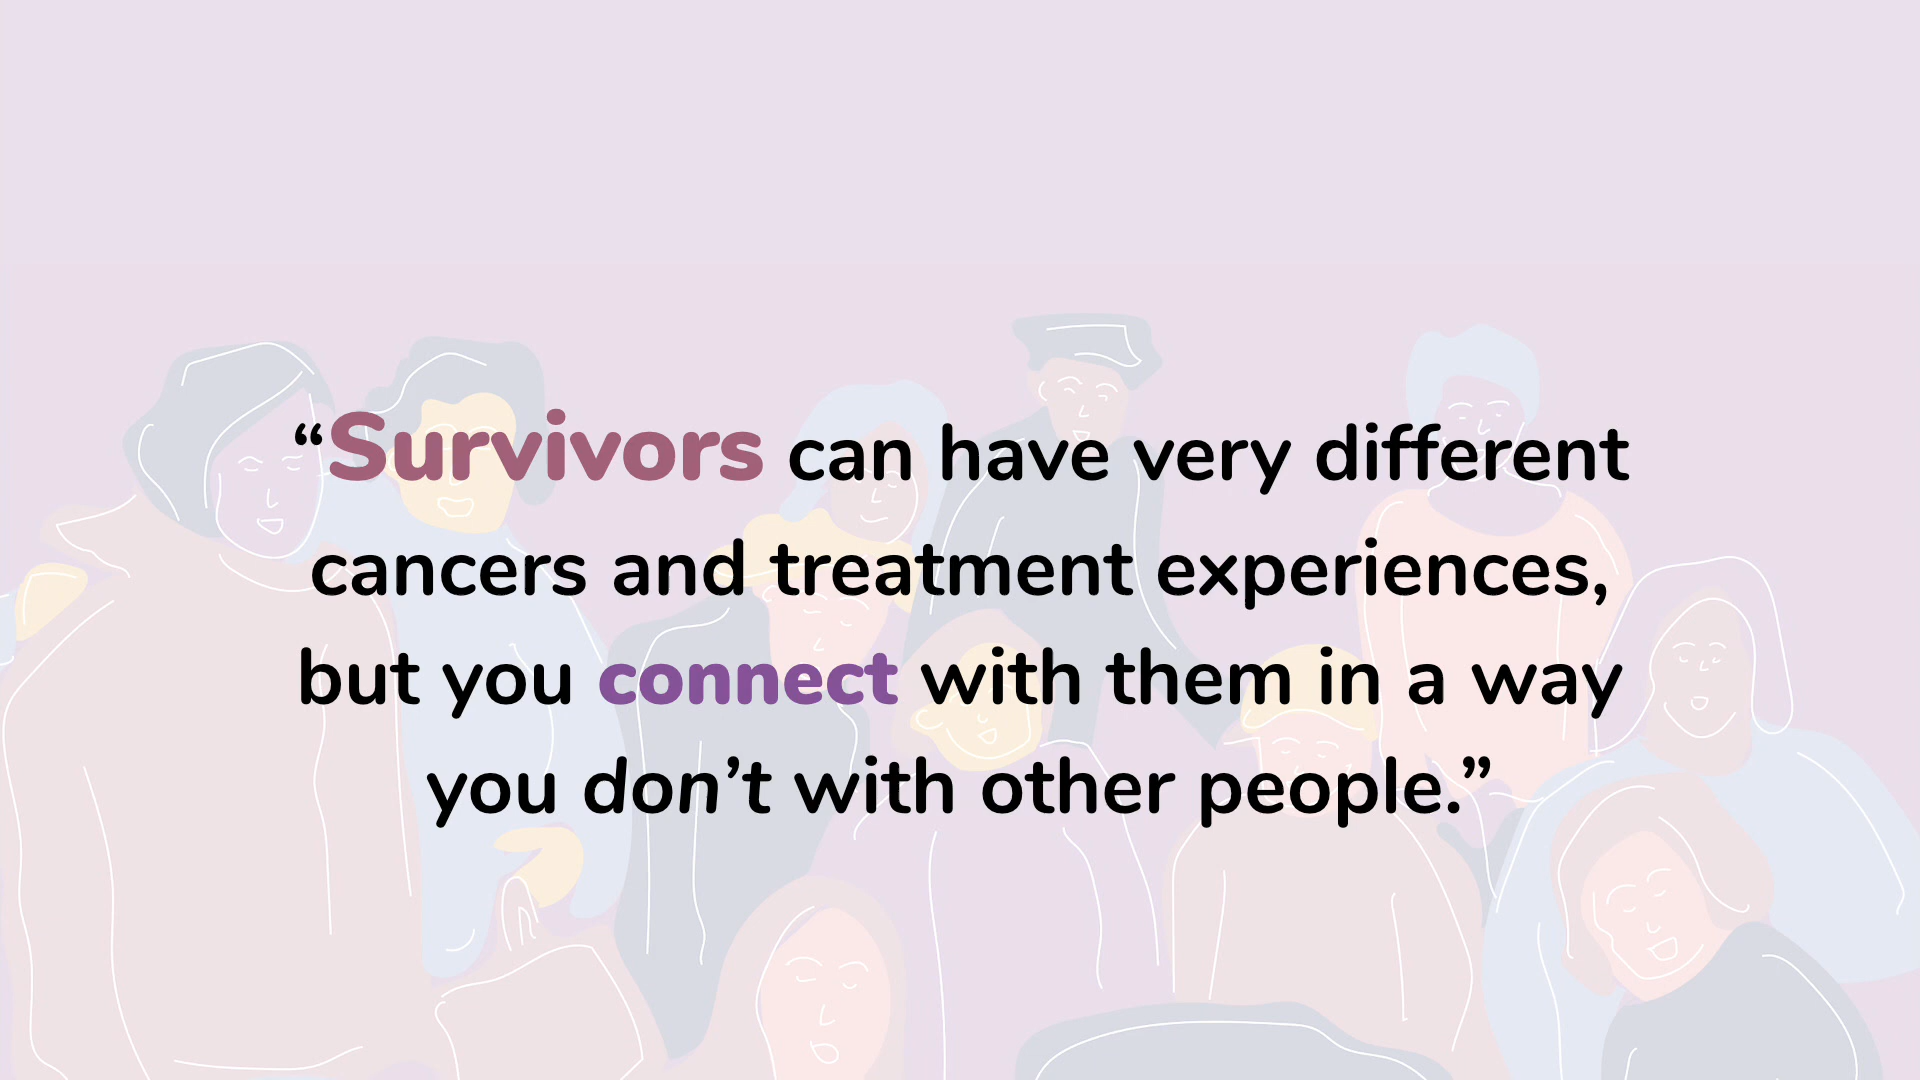 “Survivors can have very different
cancers and treatment experiences,
but you connect with them in a way
you don’t with other people.”